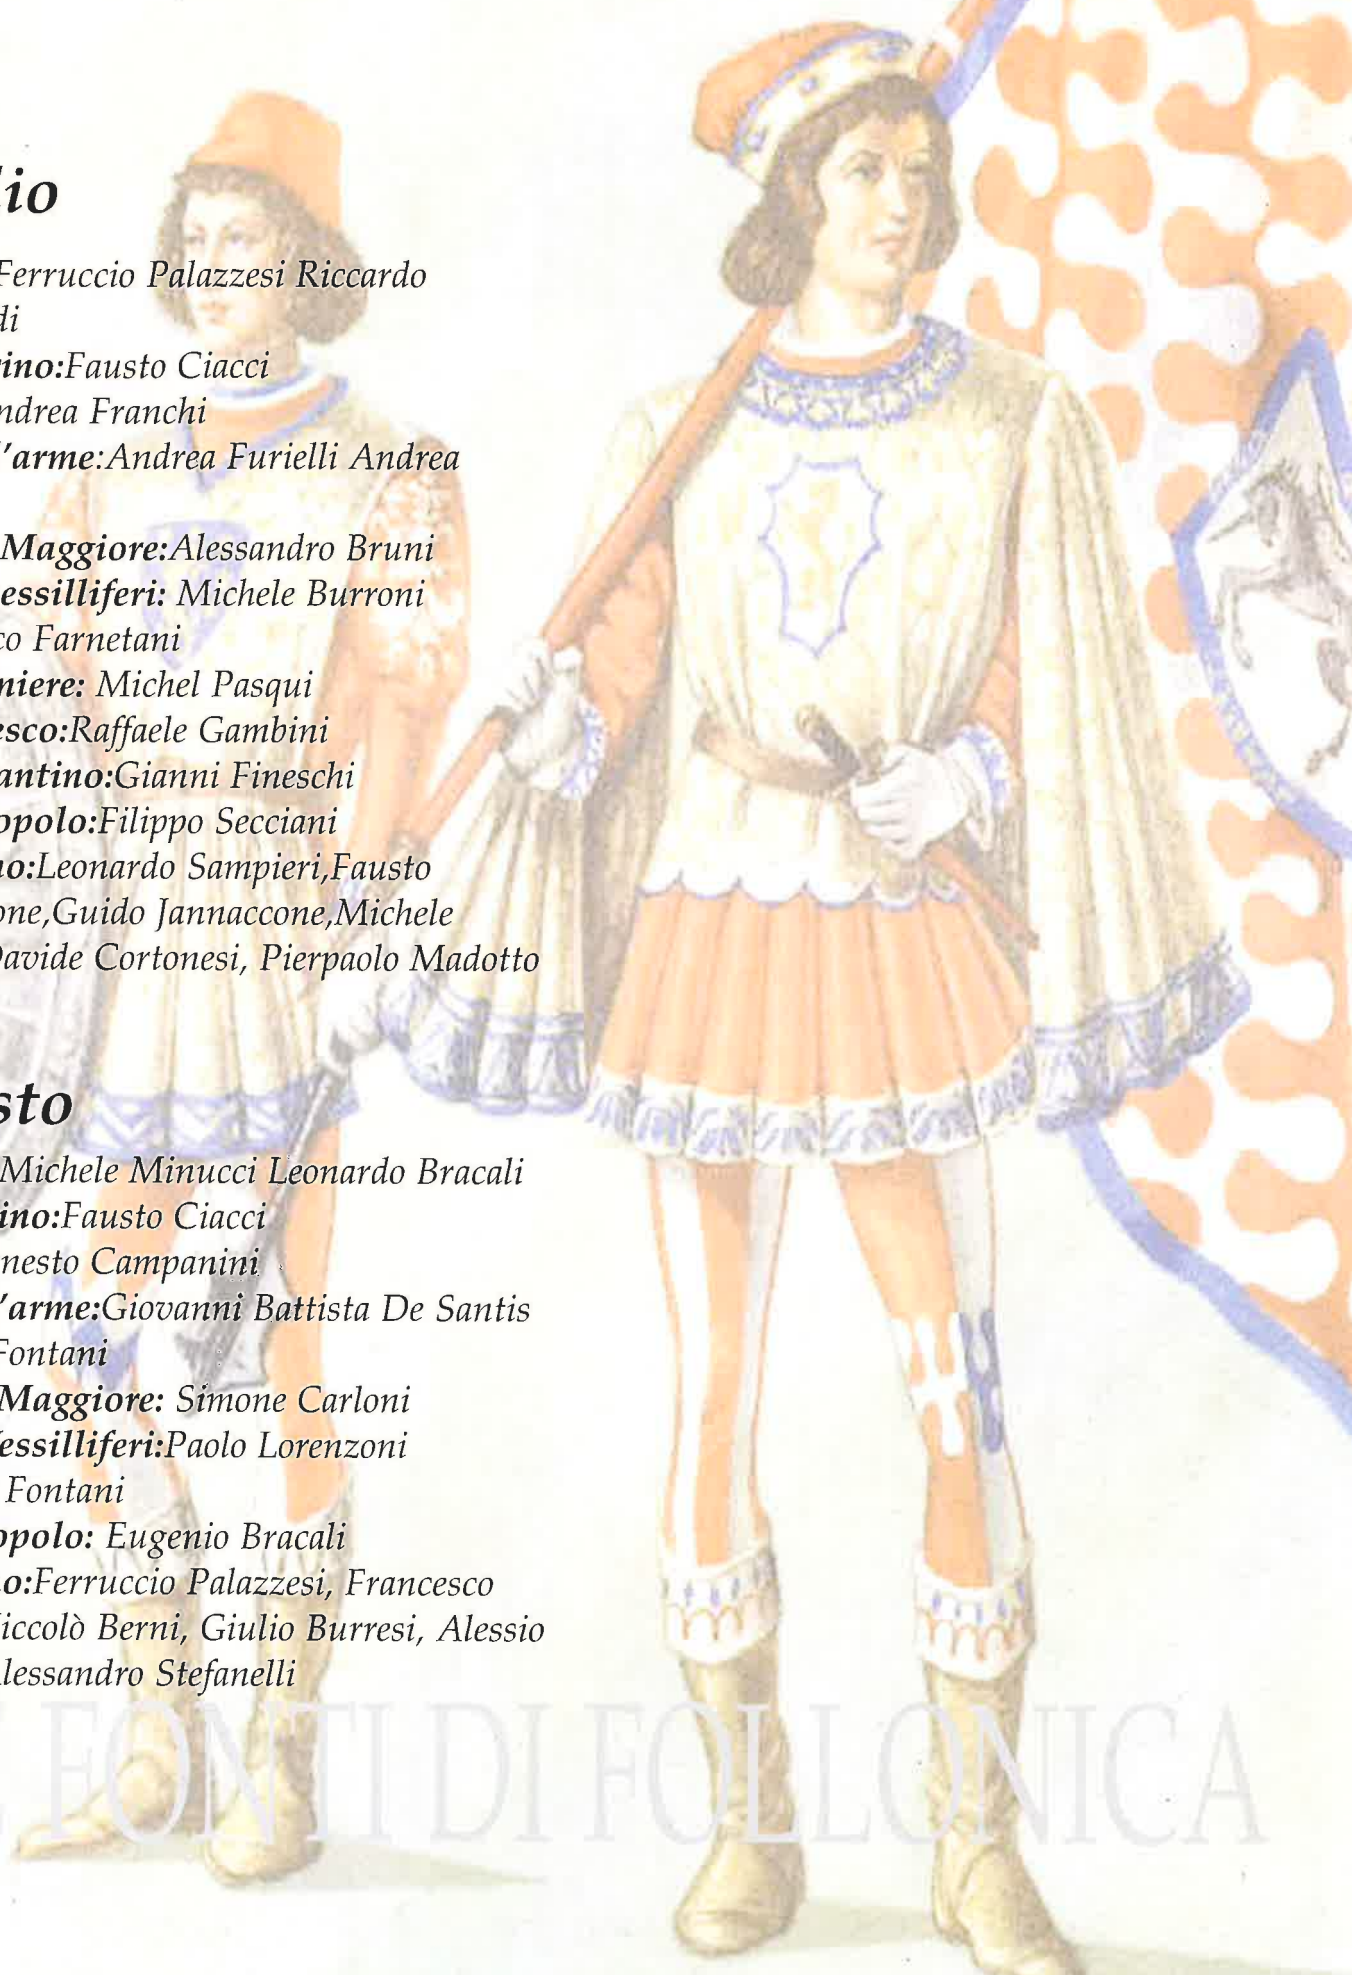 lio
Ferruccio Palazzesi Riccardo
di
ino:Fausto Ciacci
ndrea Franchi
'arme:Andrea Furielli Andrea
Maggiore:Alessandro Bruni
essilliferi: Michele Burroni
co Farnetani
niere: Michel Pasqui
esco:Raffaele Gambini
antino:Gianni Fineschi
opolo:Filippo Secciani
no:Leonardo Sampieri,Fausto
one,Guido Jannaccone,Michele
Davide Cortonesi, Pierpaolo Madotto
sto
Michele Minucci Leonardo Bracali
ino:Fausto Ciacci
nesto Campanini
'arme:Giovanni Battista De Santis
Fontani
Maggiore: Simone Carloni
essilliferi:Paolo Lorenzoni
Fontani
opolo: Eugenio Bracali
o:Ferruccio Palazzesi, Francesco
iccolò Berni, Giulio Burresi, Alessio
lessandro Stefanelli
FONTI DI FOLLONICA